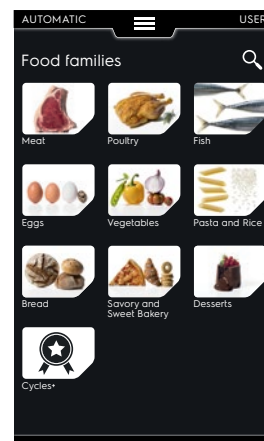 AUTOMATIC USER
Food families
Meat Poultry Fish
Eggs Vegetables Pasta and Rice
Bread Savory and Desserts
Sweet Bakery
Cycles+